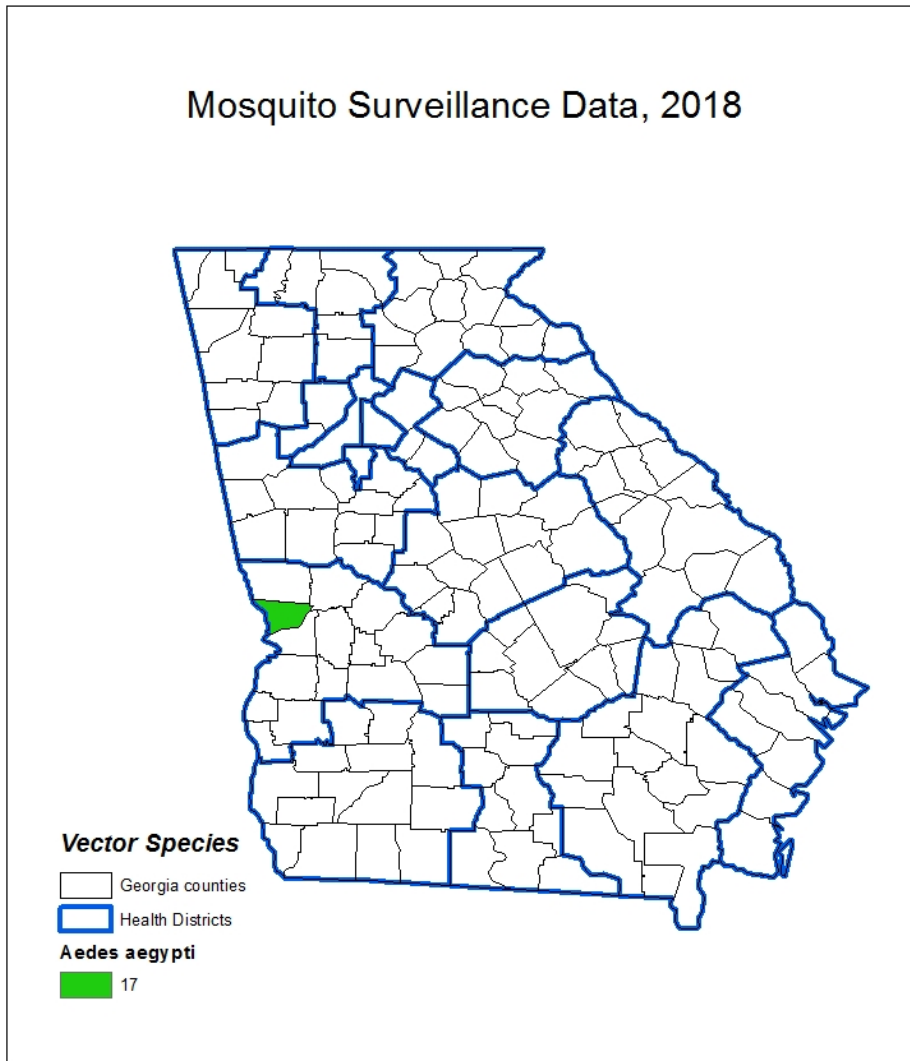 Mosquito Surveillance Data, 2018
Vector Species
Georgia counties
Health Districts
Aedes aegypti
17